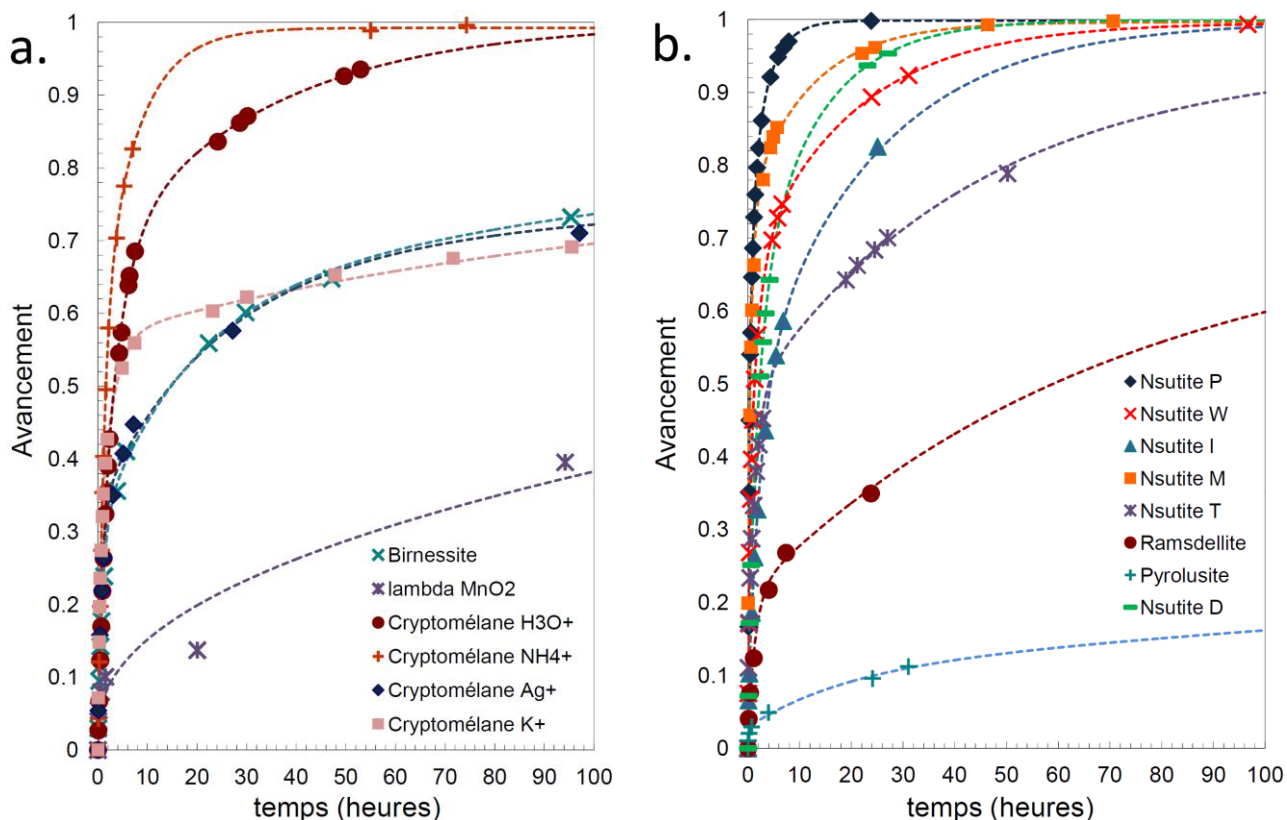 a.
Avancement
1
0.9
0.8
0.7
0.6
0.5
0.4
0.3
0.2
0.1
0
0 10 20 30 40 50 60 70 80 90 100
temps (heures)
Birnessite
lambda MnO2
Cryptomélane H3O+
Cryptomélane NH4+
Cryptomélane Ag+
Cryptomélane K+
b.
Avancement
1
0.9
0.8
0.7
0.6
0.5
0.4
0.3
0.2
0.1
0
0 10 20 30 40 50 60 70 80 90 100
temps (heures)
Nsutite P
Nsutite W
Nsutite I
Nsutite M
Nsutite T
Ramsdellite
Pyrolusite
Nsutite D